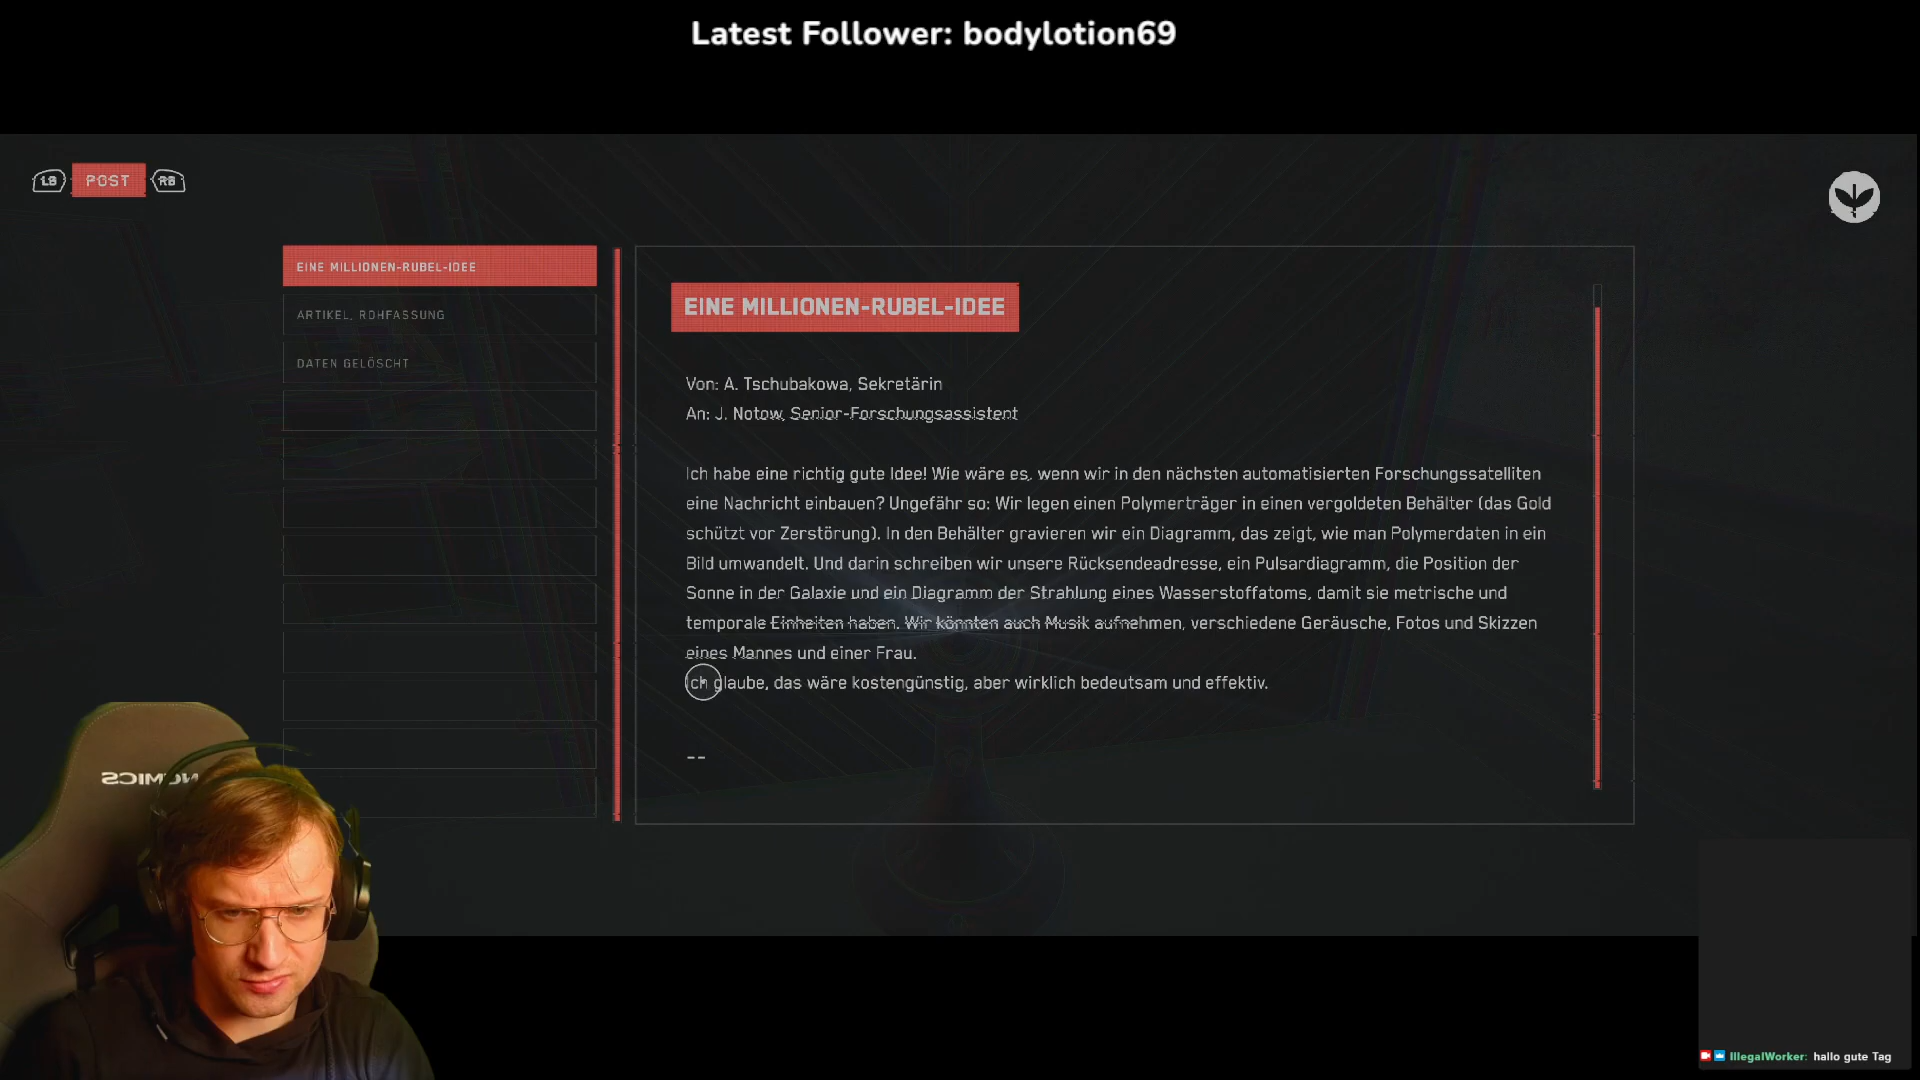 Latest Follower: bodylotion69
LB POST RB
EINE MILLIONEN-RUBEL-IDEE
ARTIKEL, ROHFASSUNG
DATEN GELÖSCHT
EINE MILLIONEN-RUBEL-IDEE
Von: A. Tschubakowa, Sekretärin
An: J. Notow, Senior-Forschungsassistent
Ich habe eine richtig gute Idee! Wie wäre es, wenn wir in den nächsten automatisierten Forschungssatelliten
eine Nachricht einbauen? Ungefähr so: Wir legen einen Polymerträger in einen vergoldeten Behälter (das Gold
schützt vor Zerstörung). In den Behälter gravieren wir ein Diagramm, das zeigt, wie man Polymerdaten in ein
Bild umwandelt. Und darin schreiben wir unsere Rücksendeadresse, ein Pulsardiagramm, die Position der
Sonne in der Galaxie und ein Diagramm der Strahlung eines Wasserstoffatoms, damit sie metrische und
temporale Einheiten haben. Wir könnten auch Musik aufnehmen, verschiedene Geräusche, Fotos und Skizzen
eines Mannes und einer Frau.
Ich glaube, das wäre kostengünstig, aber wirklich bedeutsam und effektiv.
--
NOMICS
IllegalWorker: hallo gute Tag